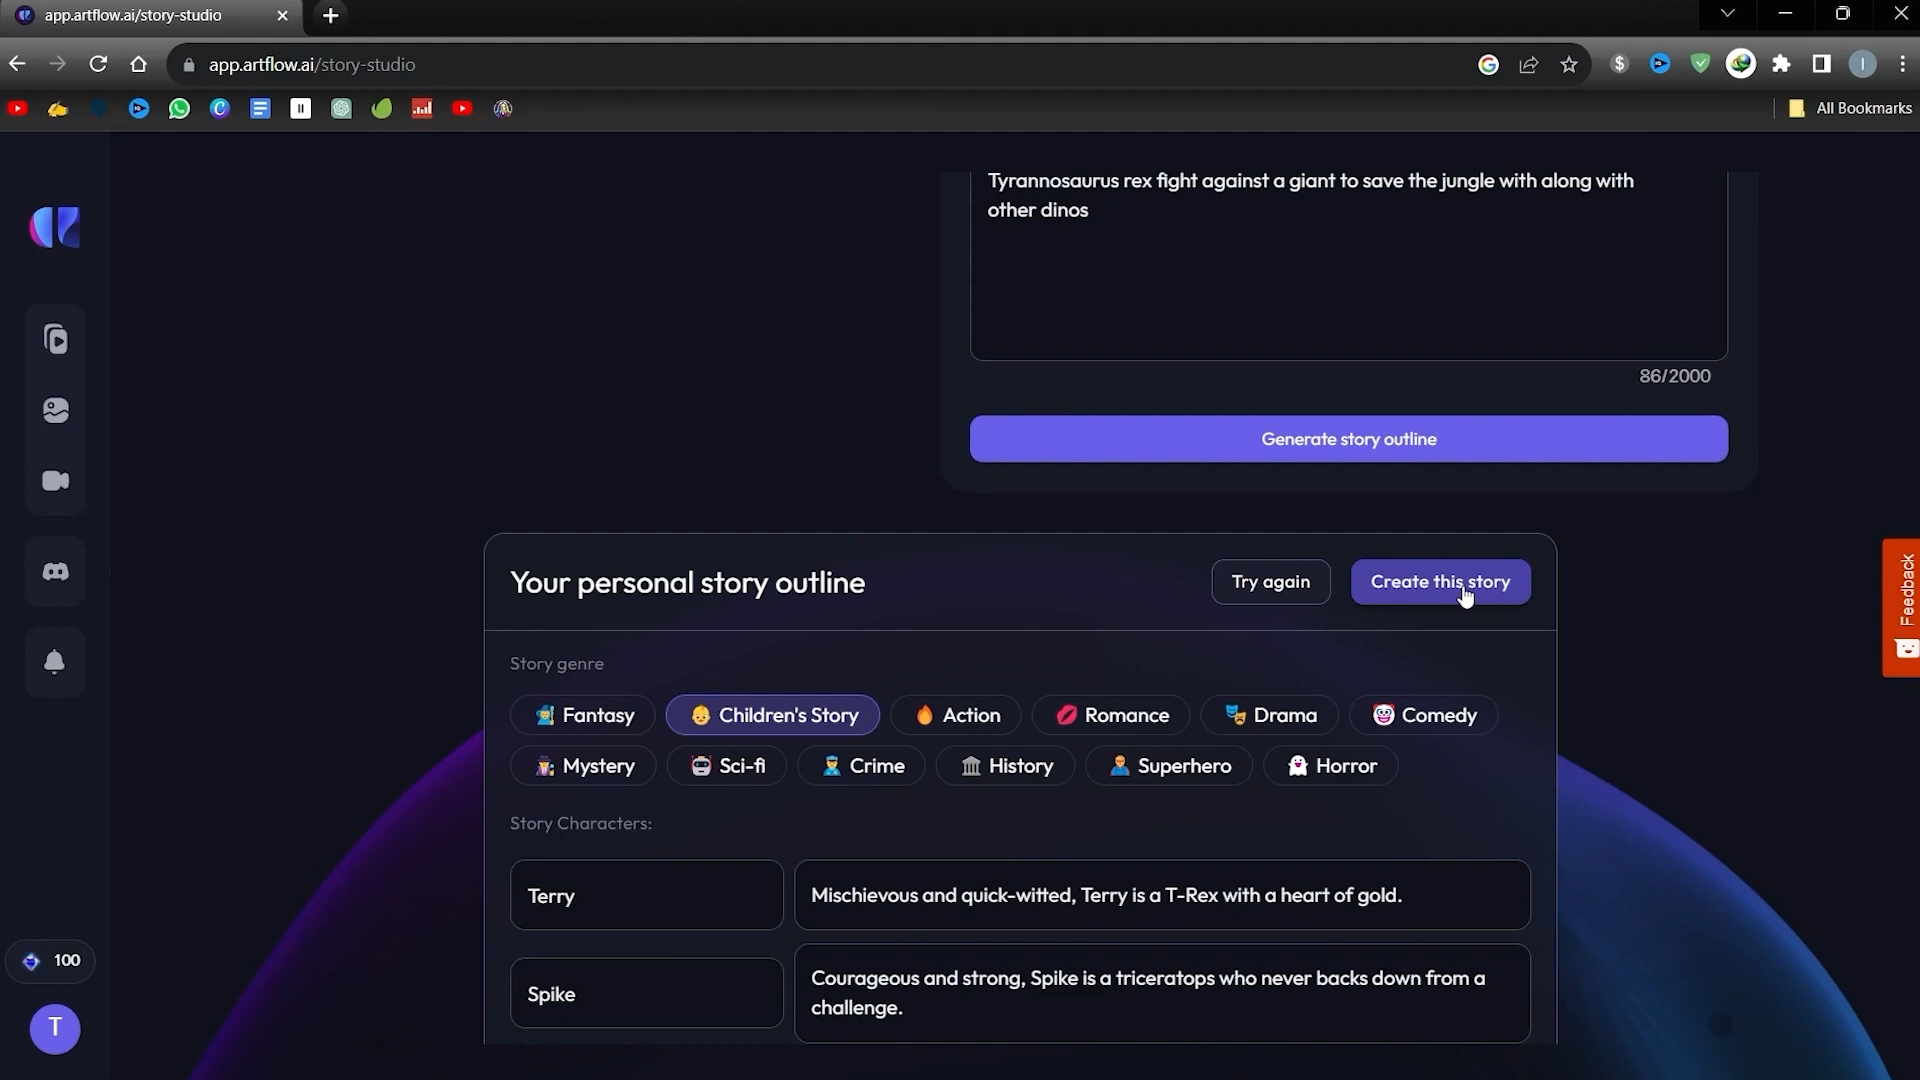 app.artflow.ai/story-studio
app.artflow.ai/story-studio
All Bookmarks
Tyrannosaurus rex fight against a giant to save the jungle with along with
other dinos
86/2000
Generate story outline
Your personal story outline
Try again
Create this story
Feedback
Story genre
Fantasy
Children's Story
Action
Romance
Drama
Comedy
Mystery
Sci-fi
Crime
History
Superhero
Horror
Story Characters:
Terry
Mischievous and quick-witted, Terry is a T-Rex with a heart of gold.
Spike
Courageous and strong, Spike is a triceratops who never backs down from a
challenge.
100
T